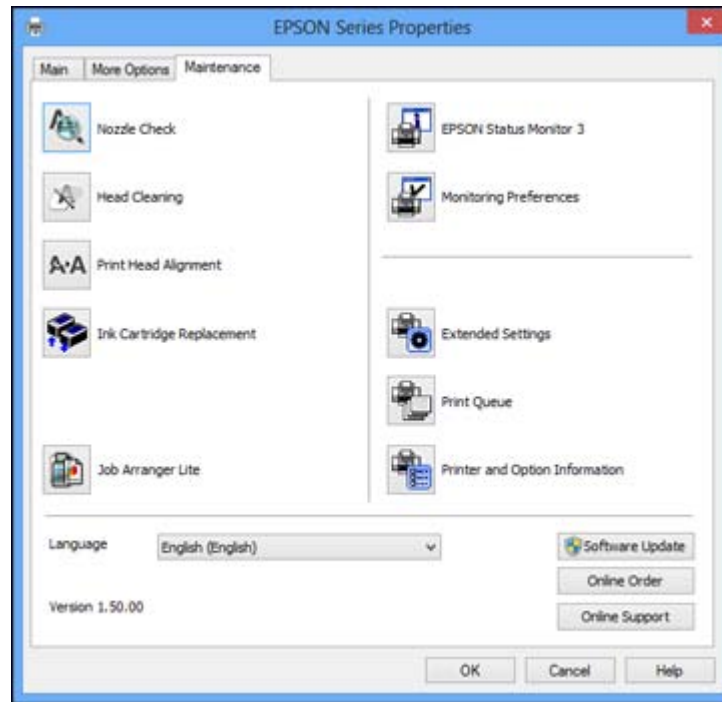 EPSON Series Properties
Main
More Options
Maintenance
Nozzle Check
Head Cleaning
A·A Print Head Alignment
Ink Cartridge Replacement
Job Arranger Lite
EPSON Status Monitor 3
Monitoring Preferences
Extended Settings
Print Queue
Printer and Option Information
Language
English (English)
Version 1.50.00
Software Update
Online Order
Online Support
OK
Cancel
Help